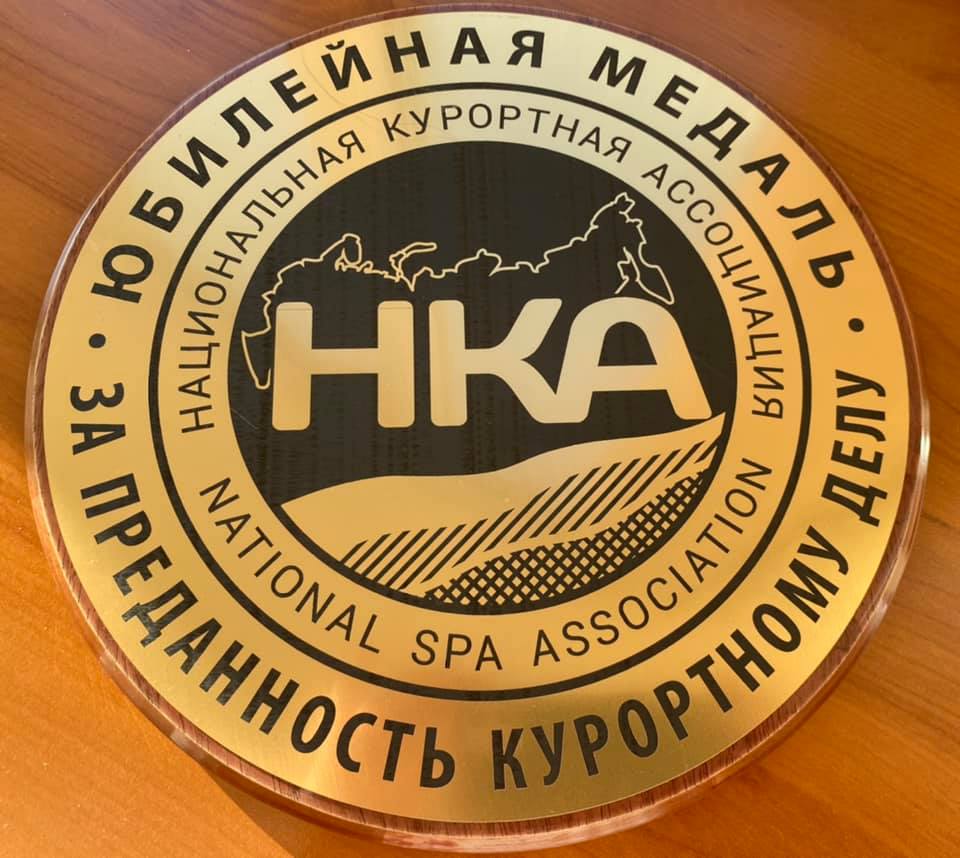 ЮБИЛЕЙНАЯ МЕДАЛЬ
• ЗА ПРЕДАННОСТЬ КУРОРТНОМУ ДЕЛУ •
НАЦИОНАЛЬНАЯ КУРОРТНАЯ АССОЦИАЦИЯ
NATIONAL SPA ASSOCIATION
НКА